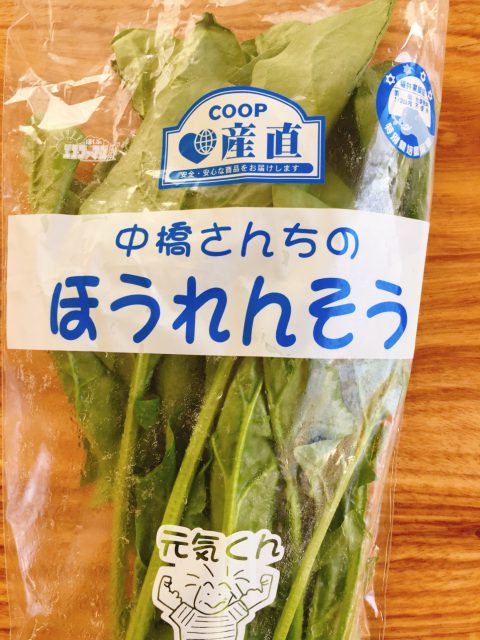 COOP
産直
安全・安心な商品をお届けします
中橋さんちの
ほうれんそう
元気くん